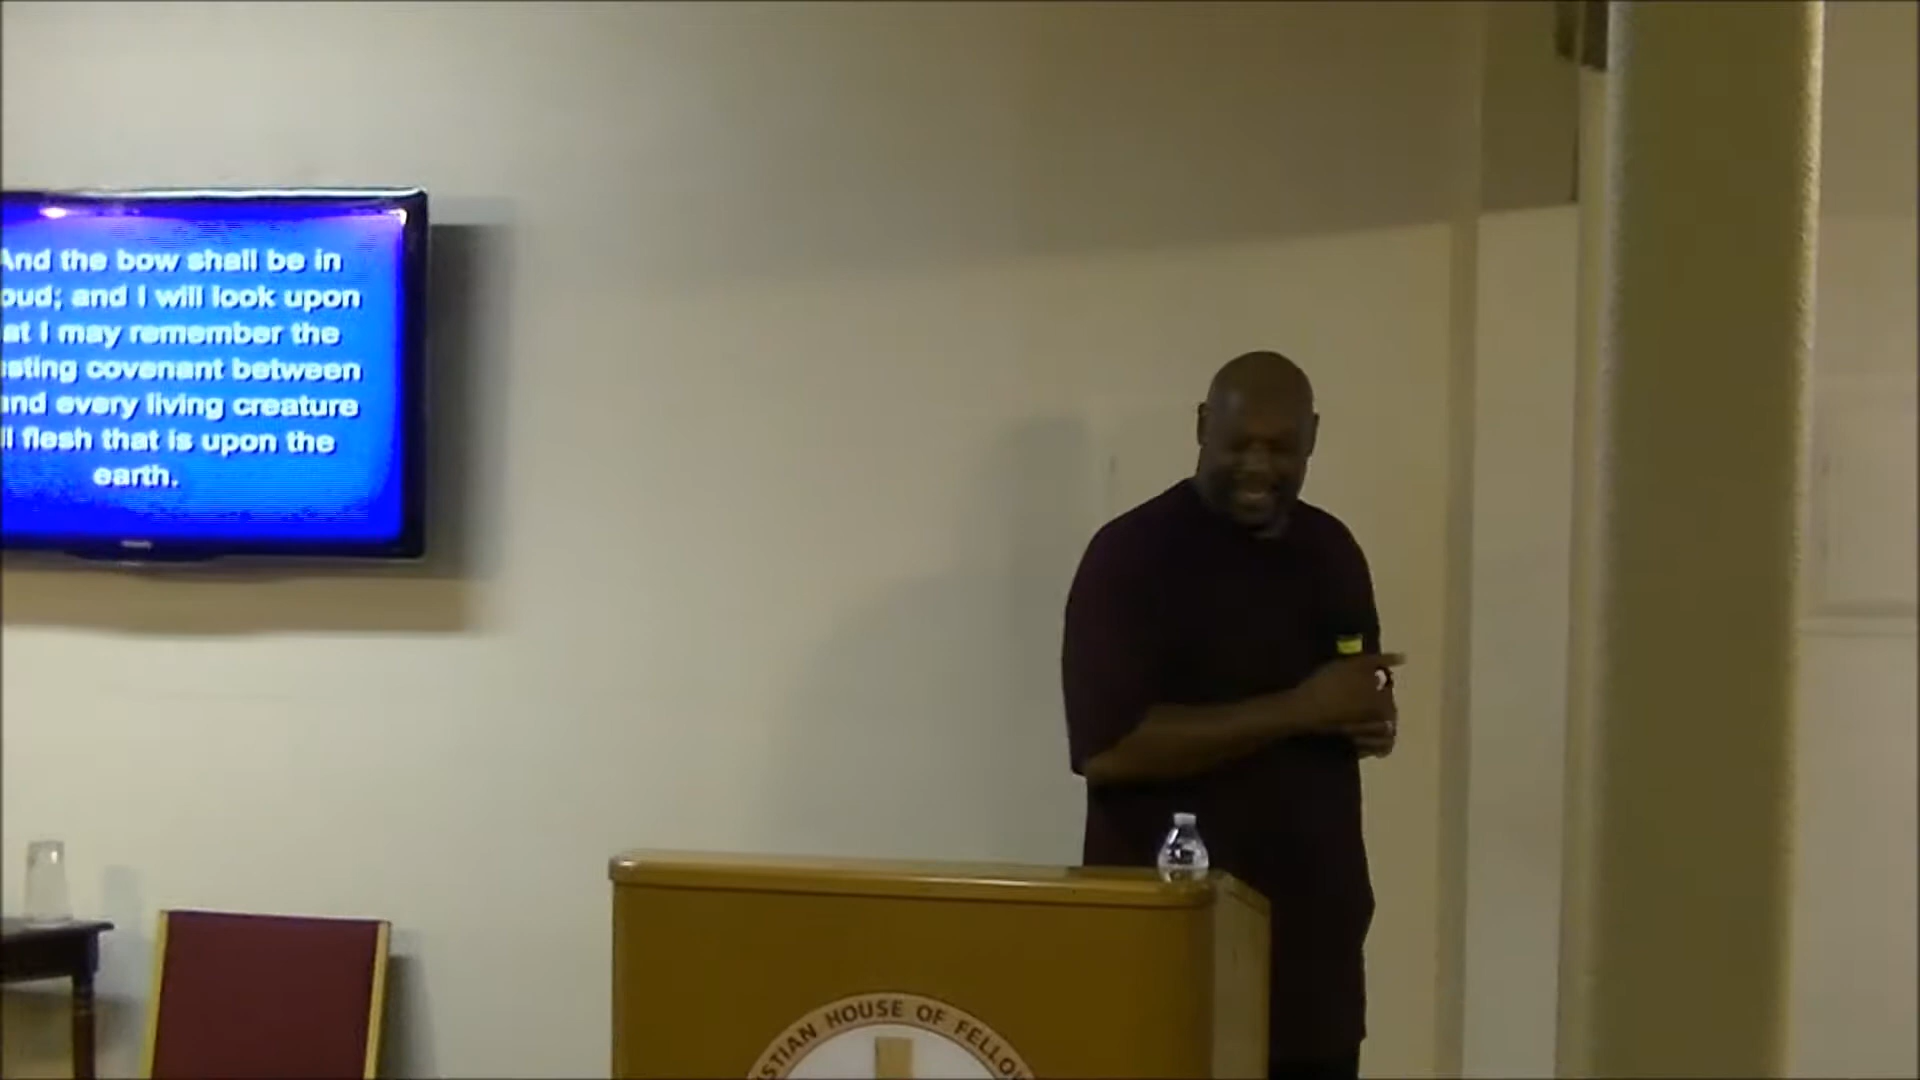 And the bow shall be in
oud; and I will look upon
at I may remember the
sting covenant between
and every living creature
ll flesh that is upon the
earth.
STIAN HOUSE OF FELLO